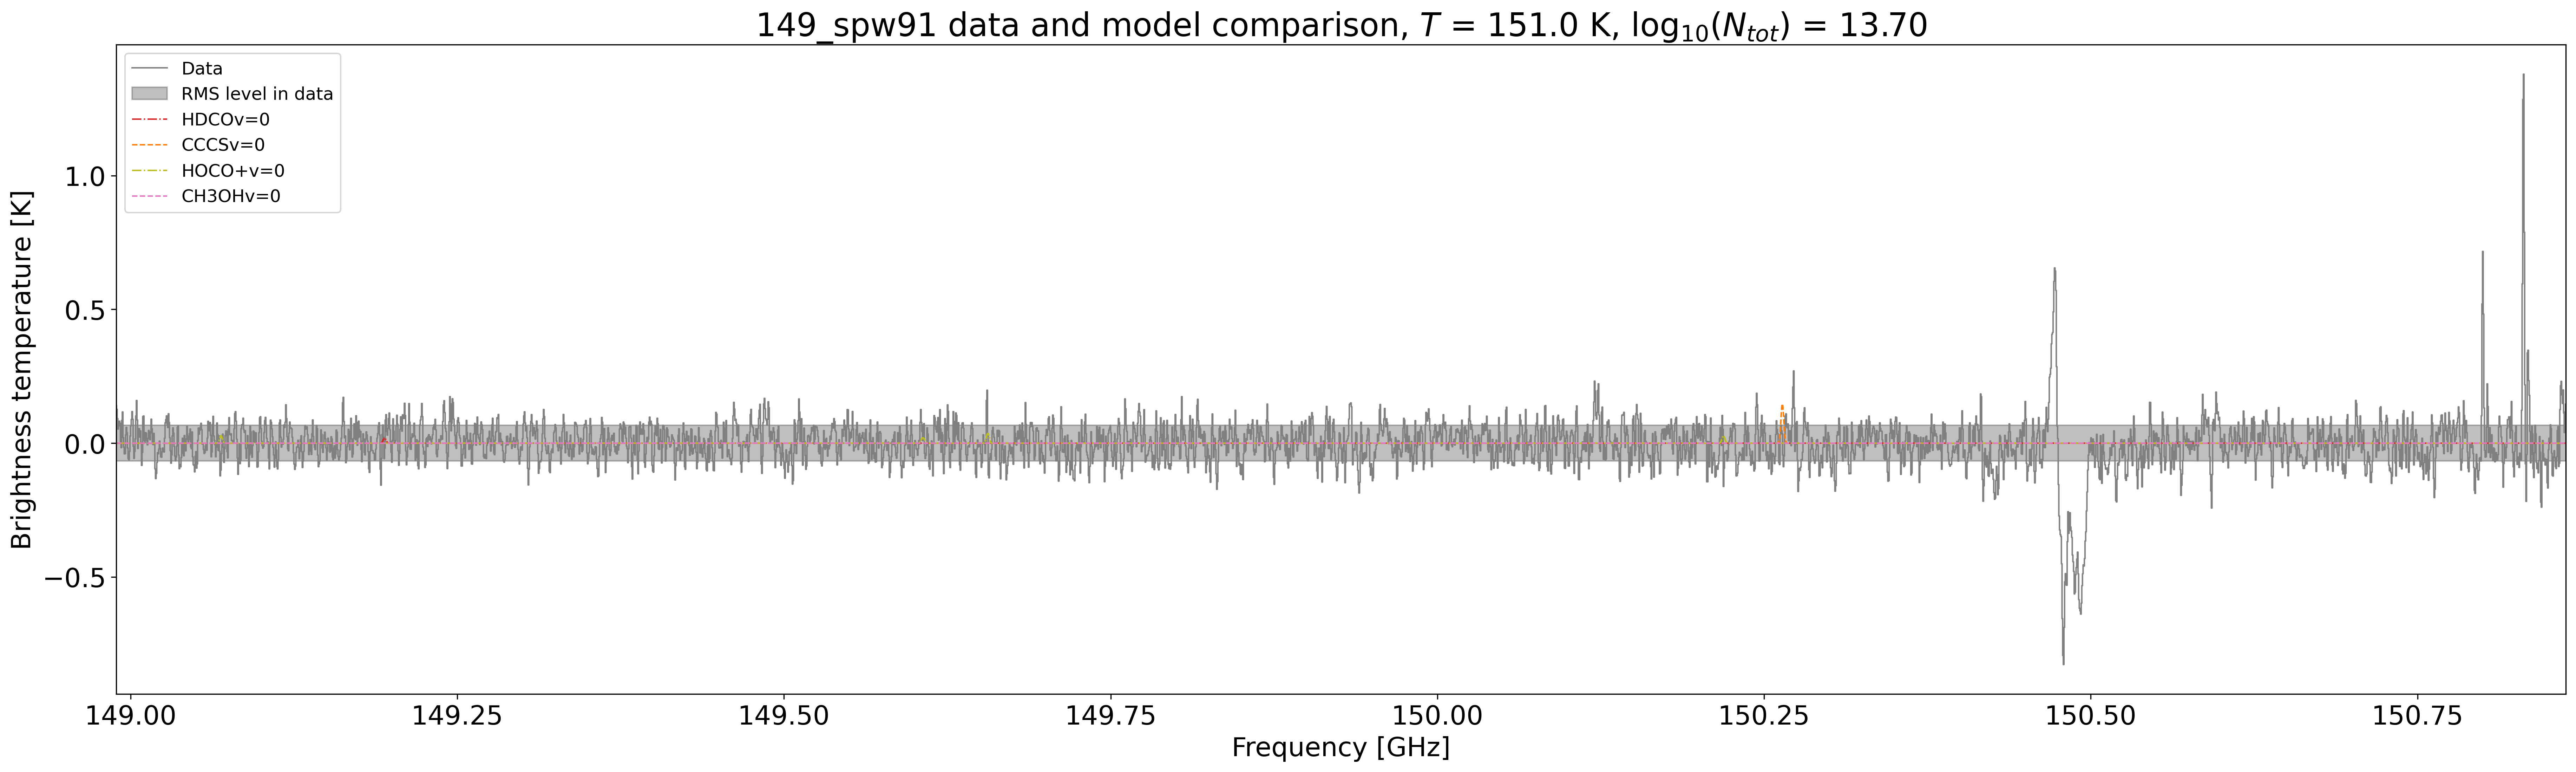 149_spw91 data and model comparison, T = 151.0 K, log₁₀(Nₜₒₜ) = 13.70
Data
RMS level in data
HDCOv=0
CCCSv=0
HOCO+v=0
CH3OHv=0
Brightness temperature [K]
1.0
0.5
0.0
−0.5
149.00 149.25 149.50 149.75 150.00 150.25 150.50 150.75
Frequency [GHz]